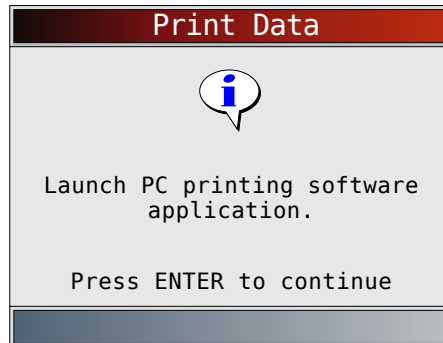 Print Data
i
Launch PC printing software
application.
Press ENTER to continue